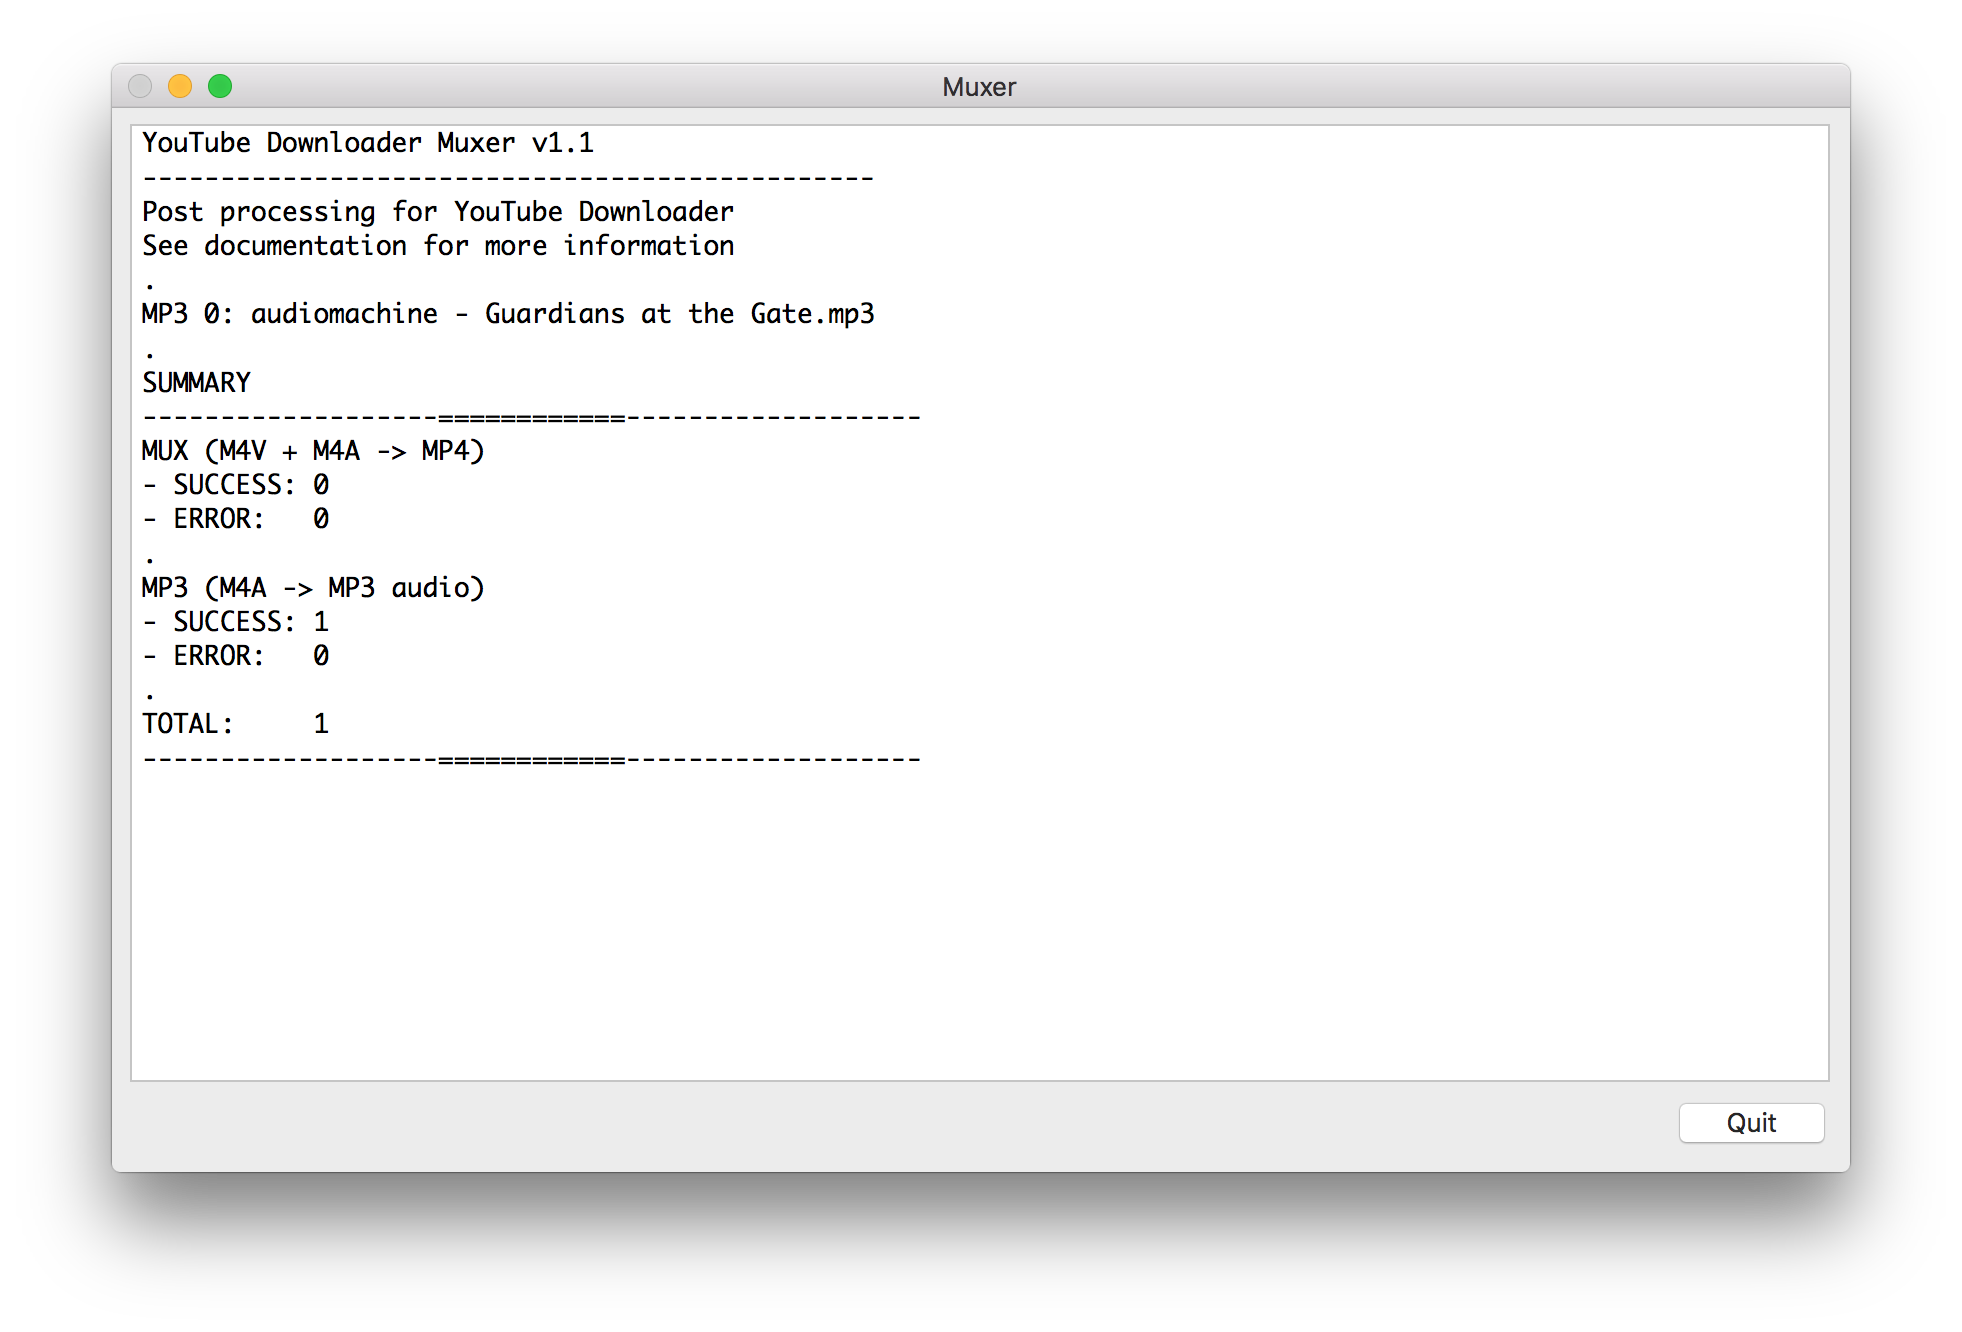 Muxer
YouTube Downloader Muxer v1.1
-----------------------------------------------
Post processing for YouTube Downloader
See documentation for more information
.
MP3 0: audiomachine - Guardians at the Gate.mp3
.
SUMMARY
-------------------============-------------------
MUX (M4V + M4A -> MP4)
- SUCCESS: 0
- ERROR:   0
.
MP3 (M4A -> MP3 audio)
- SUCCESS: 1
- ERROR:   0
.
TOTAL:     1
-------------------============-------------------
Quit